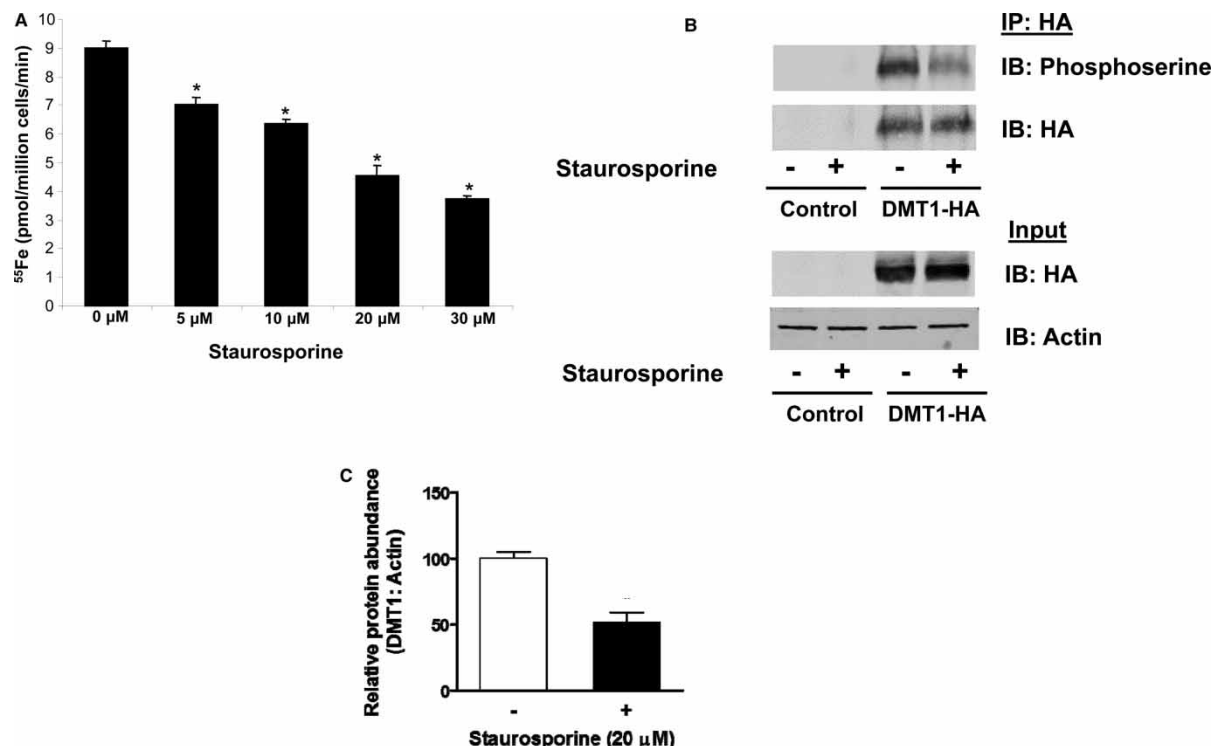 A
⁵⁵Fe (pmol/million cells/min)
10
9
8
7
6
5
4
3
2
1
0
*
*
*
*
0 µM
5 µM
10 µM
20 µM
30 µM
Staurosporine
B
IP: HA
IB: Phosphoserine
IB: HA
Staurosporine - + - +
Control DMT1-HA
Input
IB: HA
IB: Actin
Staurosporine - + - +
Control DMT1-HA
C
Relative protein abundance
(DMT1: Actin)
150
100
50
0
- +
Staurosporine (20 µM)